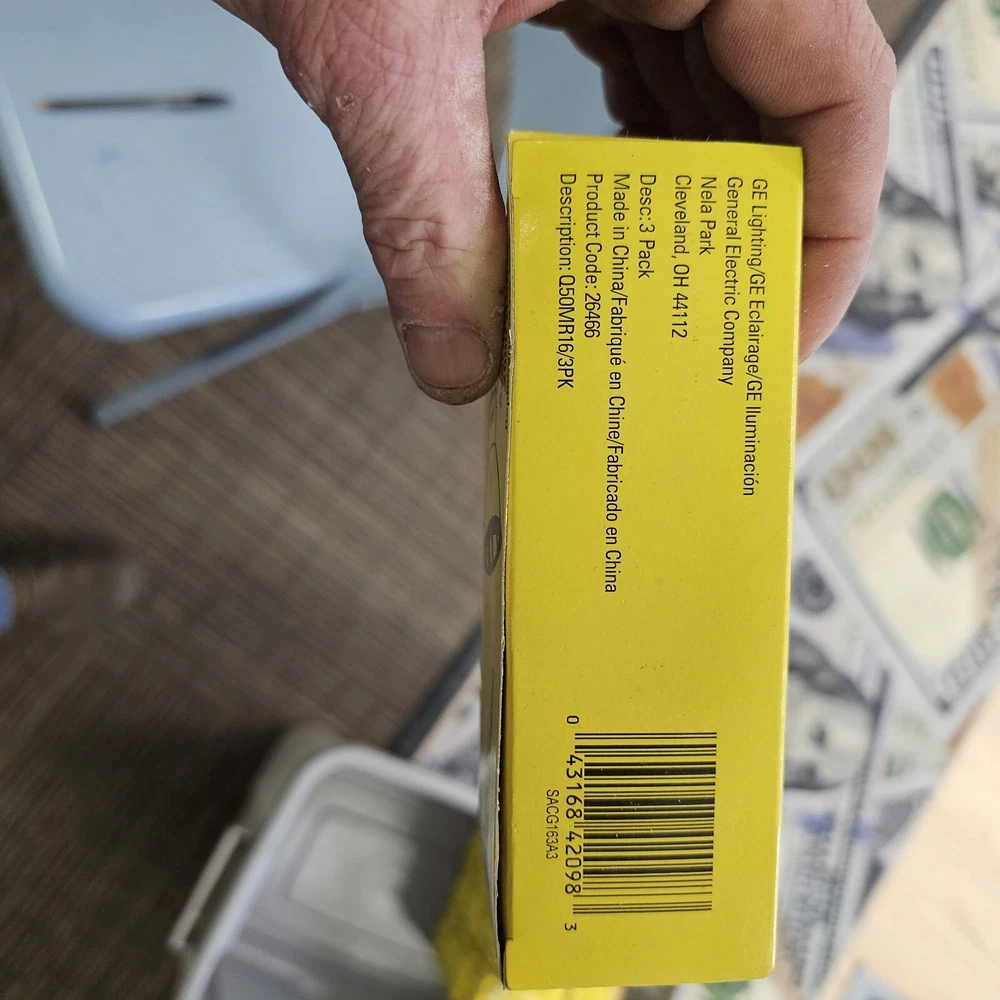 GE Lighting/GE Eclairage/GE Iluminación
General Electric Company
Nela Park
Cleveland, OH 44112
Desc:3 Pack
Made in China/Fabriqué en Chine/Fabricado en China
Product Code: 26466
Description: Q50MR16/3PK
0 43168 42098 3
SACG163A3